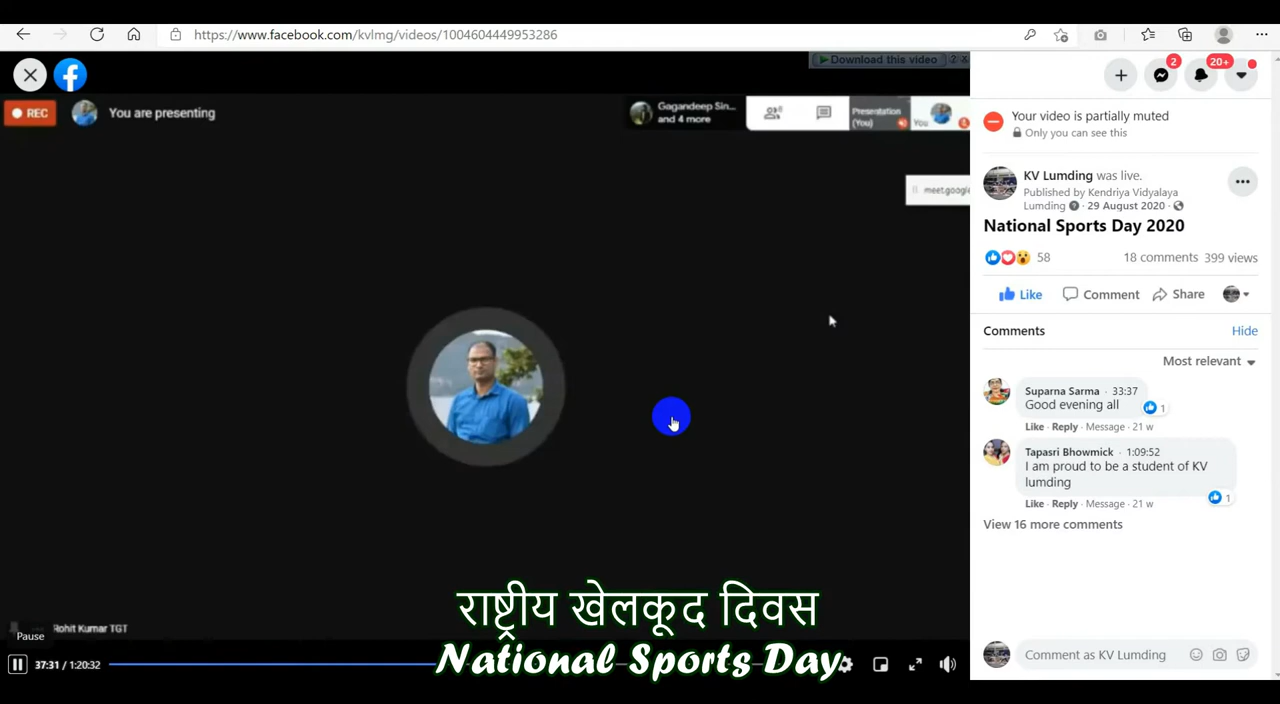 https://www.facebook.com/kvlmg/videos/1004604449953286
Download this video
REC
You are presenting
Gagandeep Sin...
and 4 more
Presentation
(You)
You
meet.google
Rohit Kumar TGT
Pause
37:31 / 1:20:32
राष्ट्रीय खेलकूद दिवस
National Sports Day
2
20+
Your video is partially muted
Only you can see this
KV Lumding was live.
Published by Kendriya Vidyalaya
Lumding · 29 August 2020 ·
National Sports Day 2020
58
18 comments 399 views
Like
Comment
Share
Comments
Hide
Most relevant
Suparna Sarma · 33:37
Good evening all
1
Like · Reply · Message · 21 w
Tapasri Bhowmick · 1:09:52
I am proud to be a student of KV
lumding
1
Like · Reply · Message · 21 w
View 16 more comments
Comment as KV Lumding